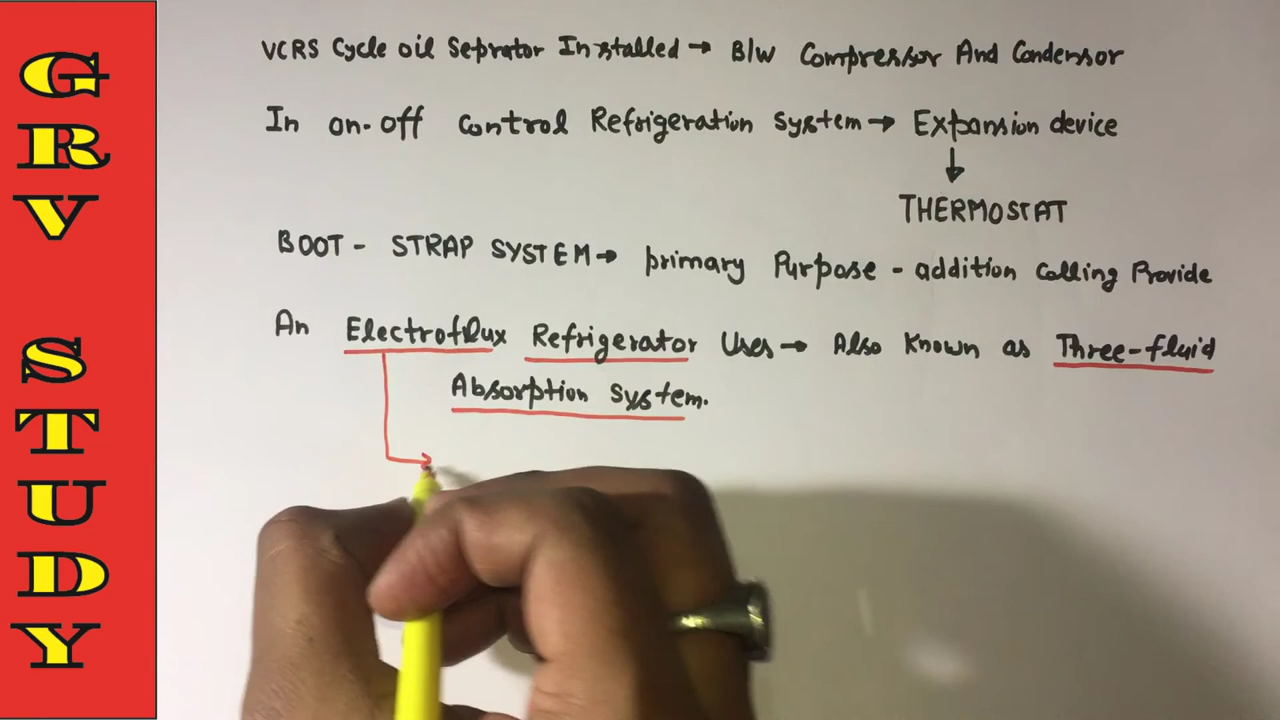 GRV STUDY
VCRS Cycle oil Seprator Installed → B/w Compressor And Condensor
In on-off control Refrigeration system → Expansion device
↓
THERMOSTAT
BOOT - STRAP SYSTEM → primary Purpose - addition Colling Provide
An Electroflux Refrigerator Uses → Also Known as Three-fluid
Absorption System.